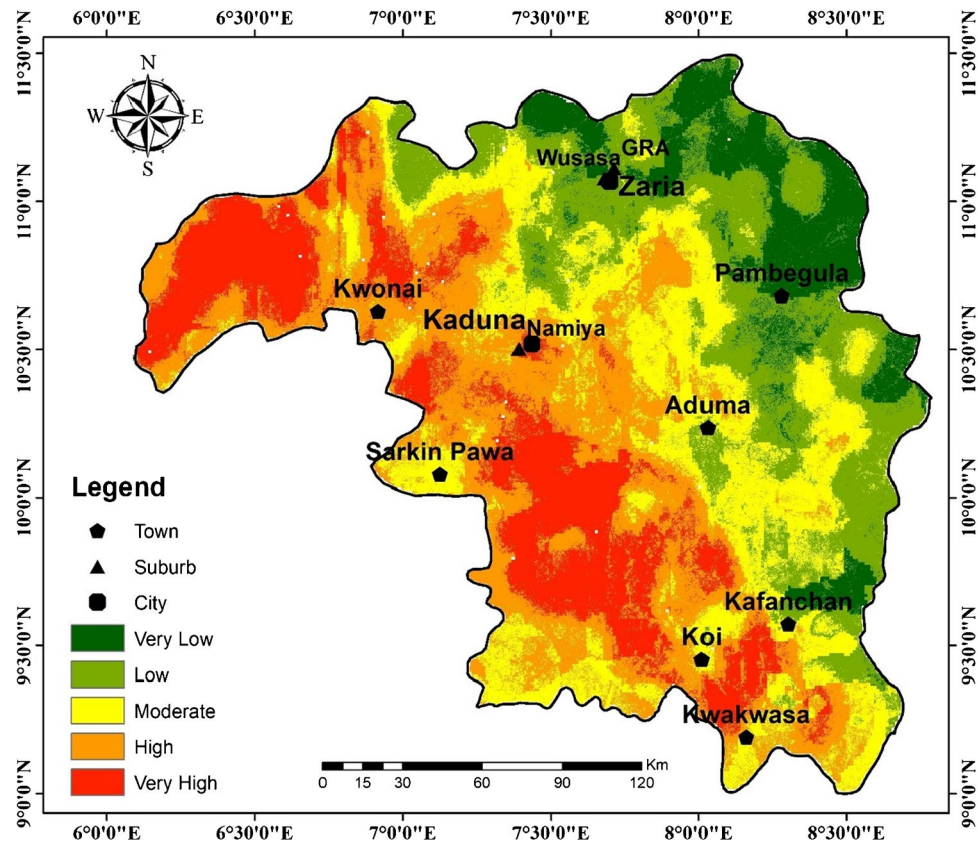 6°0'0"E 6°30'0"E 7°0'0"E 7°30'0"E 8°0'0"E 8°30'0"E
11°30'0"N
11°30'0"N
N
W E
S
Wusasa GRA
Zaria
11°0'0"N
11°0'0"N
Pambegula
Kwonai
Kaduna Namiya
10°30'0"N
10°30'0"N
Aduma
Sarkin Pawa
10°0'0"N
10°0'0"N
Legend
Town
Suburb
City
Very Low
Low
Moderate
High
Very High
Kafanchan
Koi
9°30'0"N
9°30'0"N
Kwakwasa
Km
0 15 30 60 90 120
9°0'0"N
9°0'0"N
6°0'0"E 6°30'0"E 7°0'0"E 7°30'0"E 8°0'0"E 8°30'0"E